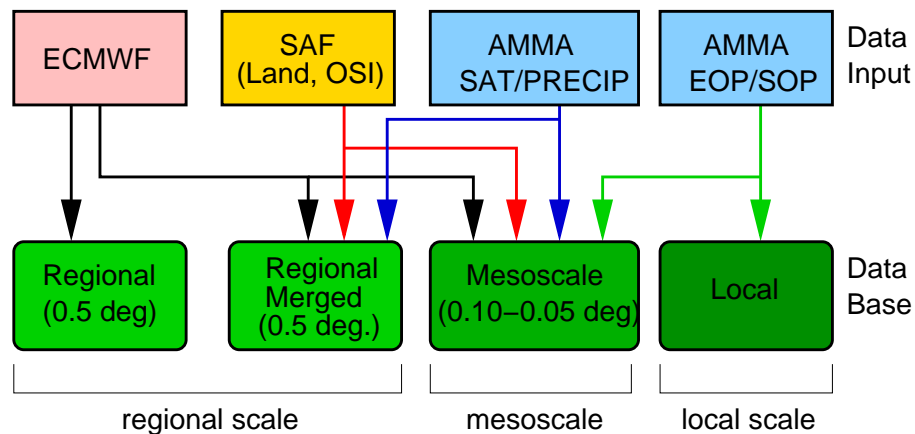 ECMWF
SAF
(Land, OSI)
AMMA
SAT/PRECIP
AMMA
EOP/SOP
Data
Input
Regional
(0.5 deg)
Regional
Merged
(0.5 deg.)
Mesoscale
(0.10−0.05 deg)
Local
Data
Base
regional scale
mesoscale
local scale